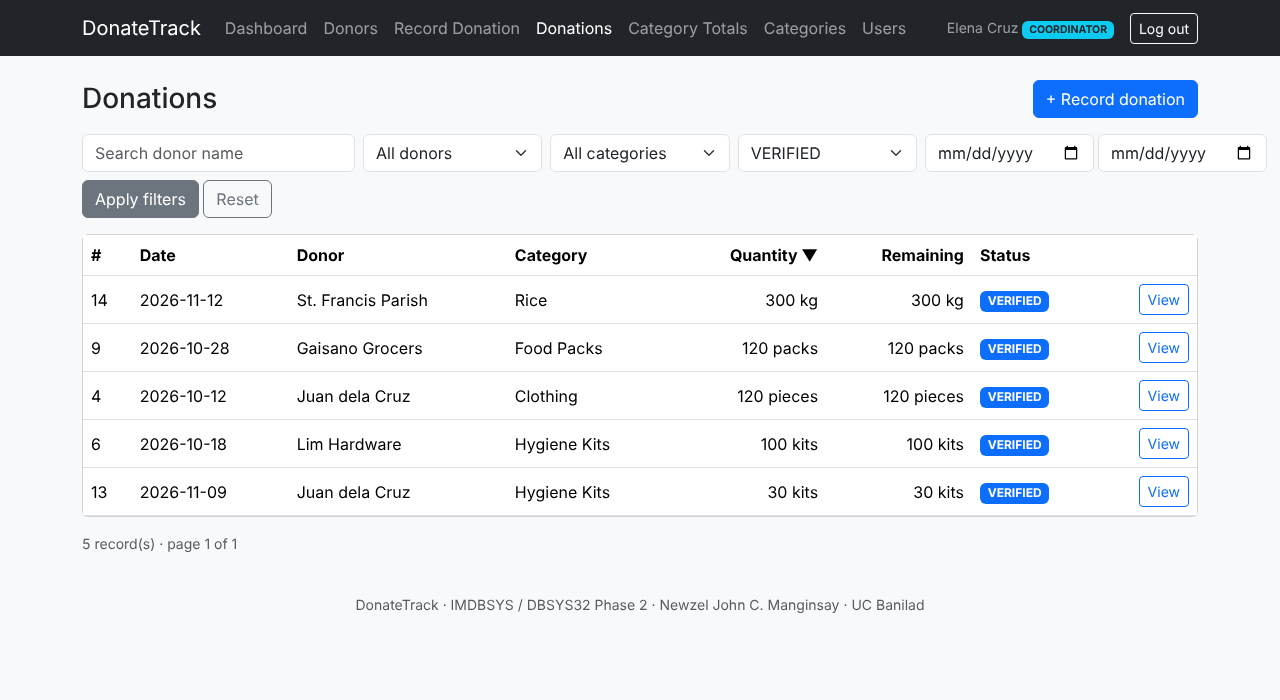 DonateTrack Dashboard Donors Record Donation Donations Category Totals Categories Users Elena Cruz COORDINATOR Log out
Donations + Record donation
Search donor name All donors All categories VERIFIED mm/dd/yyyy mm/dd/yyyy
Apply filters Reset
# Date Donor Category Quantity ▼ Remaining Status
14 2026-11-12 St. Francis Parish Rice 300 kg 300 kg VERIFIED View
9 2026-10-28 Gaisano Grocers Food Packs 120 packs 120 packs VERIFIED View
4 2026-10-12 Juan dela Cruz Clothing 120 pieces 120 pieces VERIFIED View
6 2026-10-18 Lim Hardware Hygiene Kits 100 kits 100 kits VERIFIED View
13 2026-11-09 Juan dela Cruz Hygiene Kits 30 kits 30 kits VERIFIED View
5 record(s) · page 1 of 1
DonateTrack · IMDBSYS / DBSYS32 Phase 2 · Newzel John C. Manginsay · UC Banilad